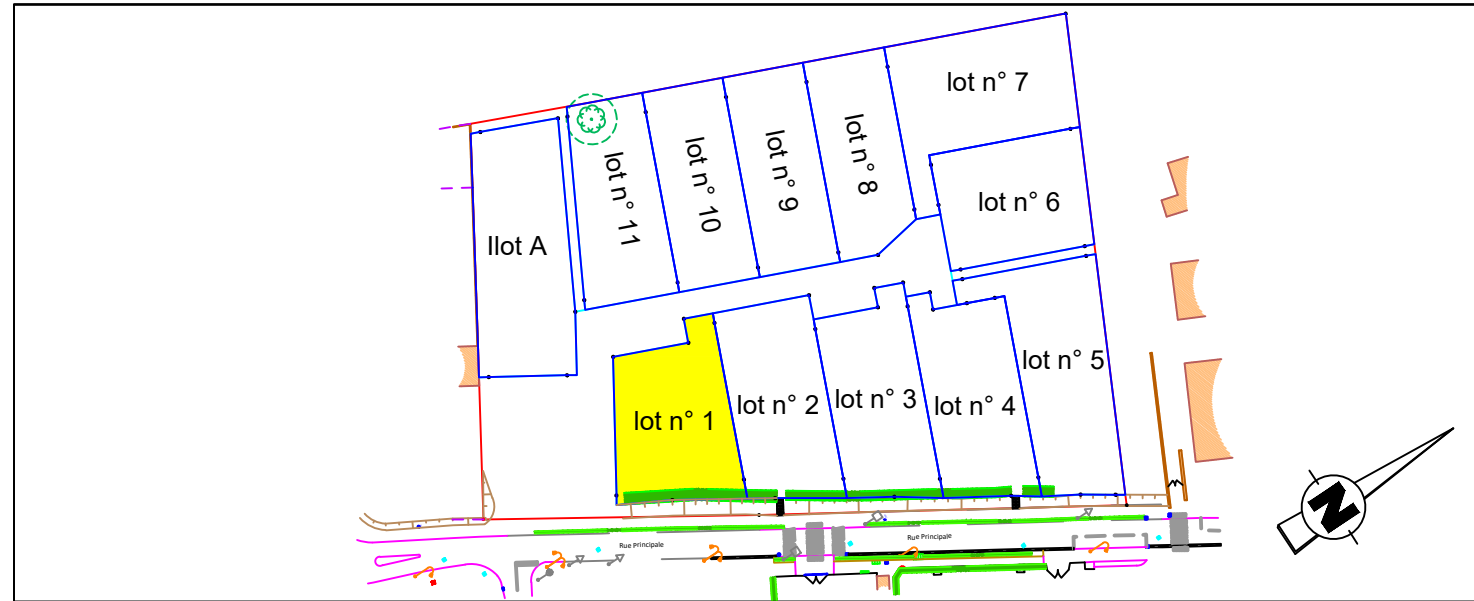 lot n° 7
lot n° 8
lot n° 9
lot n° 10
lot n° 11
lot n° 6
Ilot A
lot n° 5
lot n° 1
lot n° 2
lot n° 3
lot n° 4
Rue Principale
Rue Principale
N